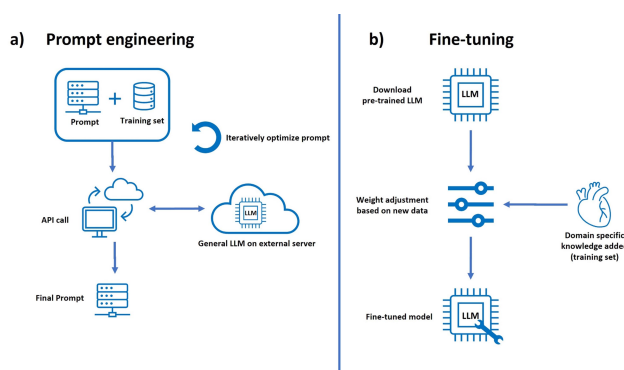 a) Prompt engineering
Prompt
Training set
Iteratively optimize prompt
API call
LLM
General LLM on external server
Final Prompt
b) Fine-tuning
Download
pre-trained LLM
LLM
Weight adjustment
based on new data
Domain specific
knowledge added
(training set)
Fine-tuned model
LLM